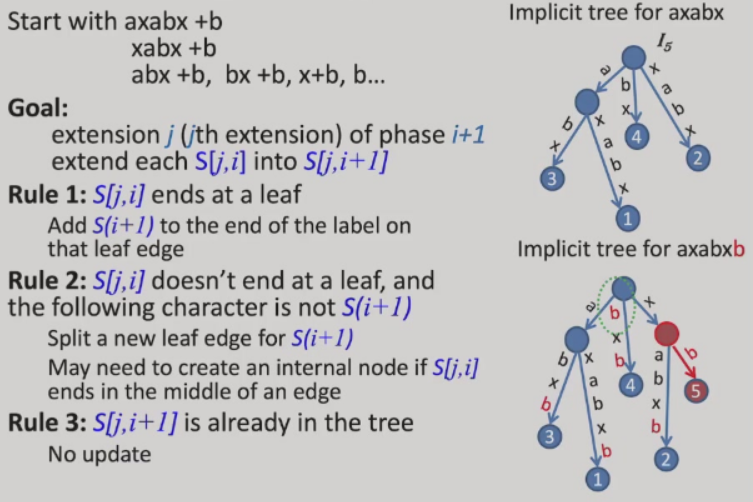 Start with axabx +b
xabx +b
abx +b, bx +b, x+b, b...
Goal:
extension j (jth extension) of phase i+1
extend each S[j,i] into S[j,i+1]
Rule 1: S[j,i] ends at a leaf
Add S(i+1) to the end of the label on
that leaf edge
Rule 2: S[j,i] doesn't end at a leaf, and
the following character is not S(i+1)
Split a new leaf edge for S(i+1)
May need to create an internal node if S[j,i]
ends in the middle of an edge
Rule 3: S[j,i+1] is already in the tree
No update
Implicit tree for axabx
I5
a
b
x
x
a
b
x
b
x
x
a
b
x
3
1
4
2
Implicit tree for axabxb
a
b
x
b
x
b
x
b
x
a
b
x
b
a
b
x
b
b
3
1
4
2
5